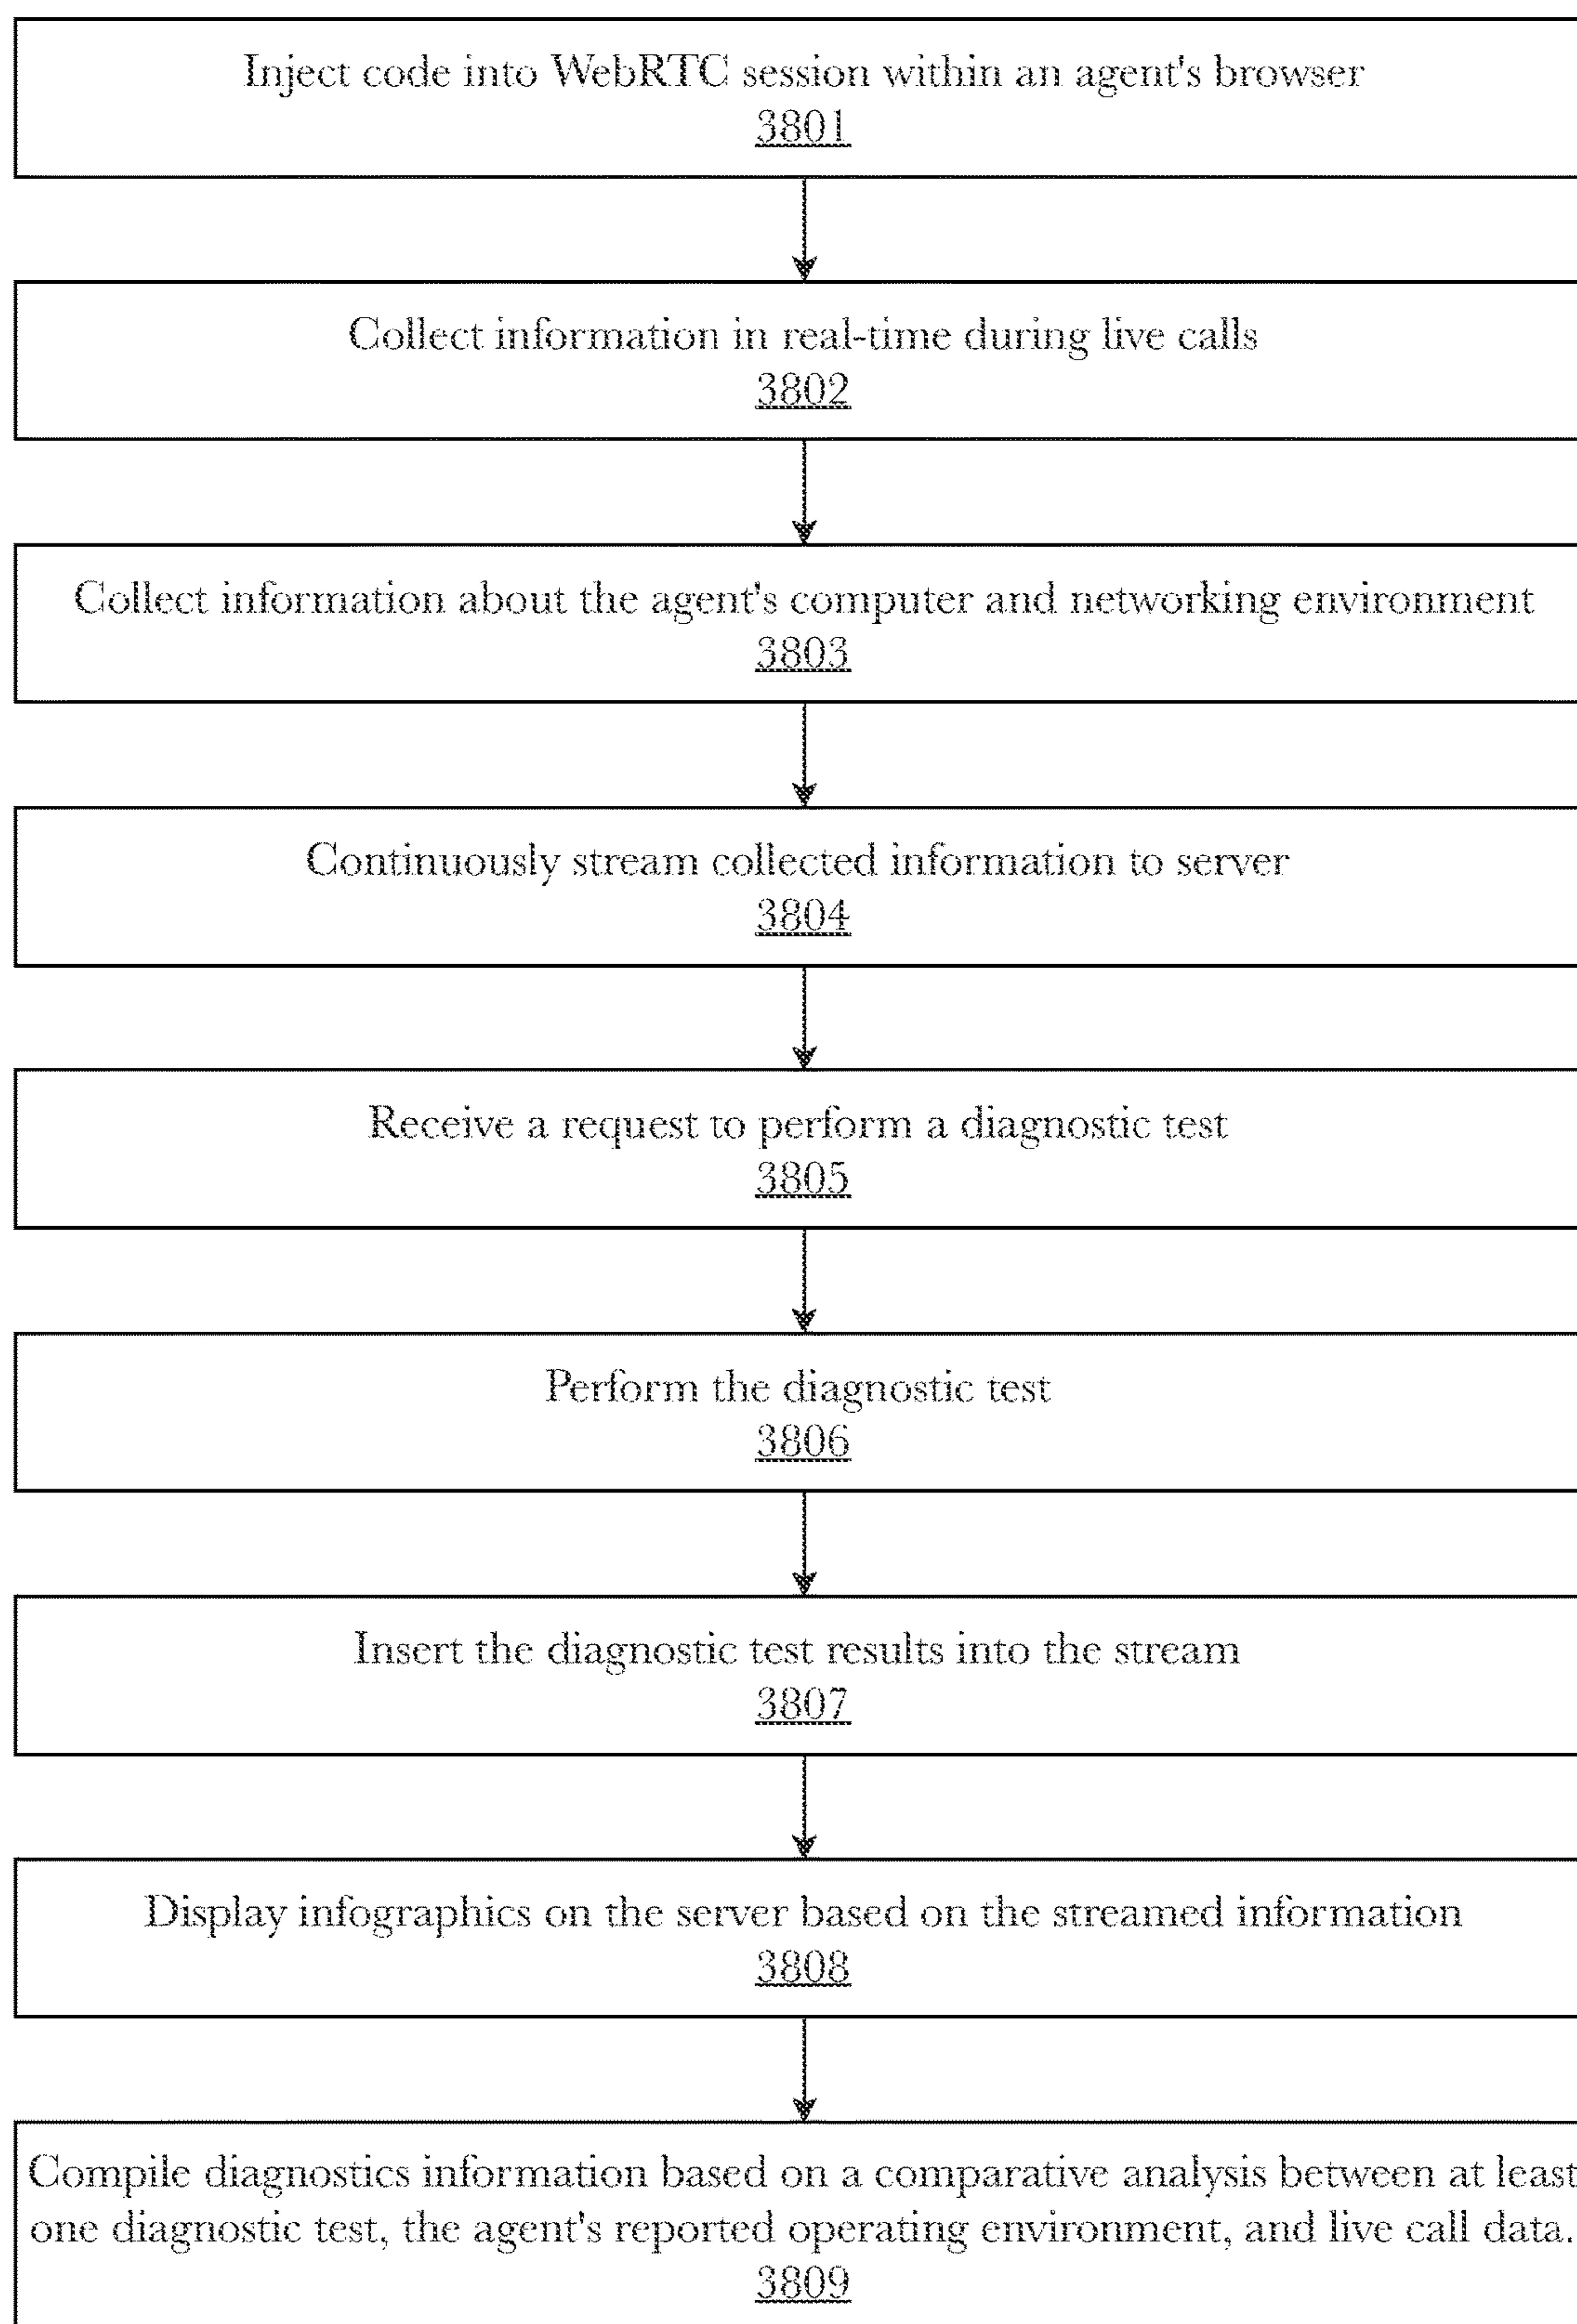 Inject code into WebRTC session within an agent's browser
3801
Collect information in real-time during live calls
3802
Collect information about the agent's computer and networking environment
3803
Continuously stream collected information to server
3804
Receive a request to perform a diagnostic test
3805
Perform the diagnostic test
3806
Insert the diagnostic test results into the stream
3807
Display infographics on the server based on the streamed information
3808
Compile diagnostics information based on a comparative analysis between at least
one diagnostic test, the agent's reported operating environment, and live call data.
3809